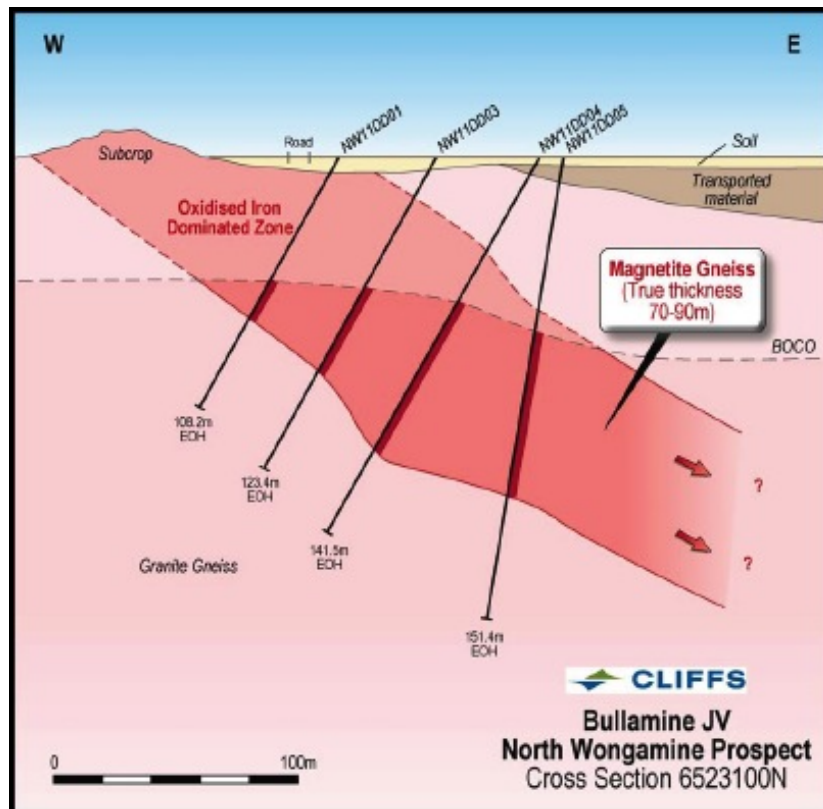 W
E
NW11DD01
NW11DD03
NW11DD04
NW11DD05
Road
Soil
Subcrop
Transported
material
Oxidised Iron
Dominated Zone
Magnetite Gneiss
(True thickness
70-90m)
BOCO
108.2m
EOH
123.4m
EOH
141.5m
EOH
151.4m
EOH
?
?
Granite Gneiss
CLIFFS
Bullamine JV
North Wongamine Prospect
Cross Section 6523100N
0
100m